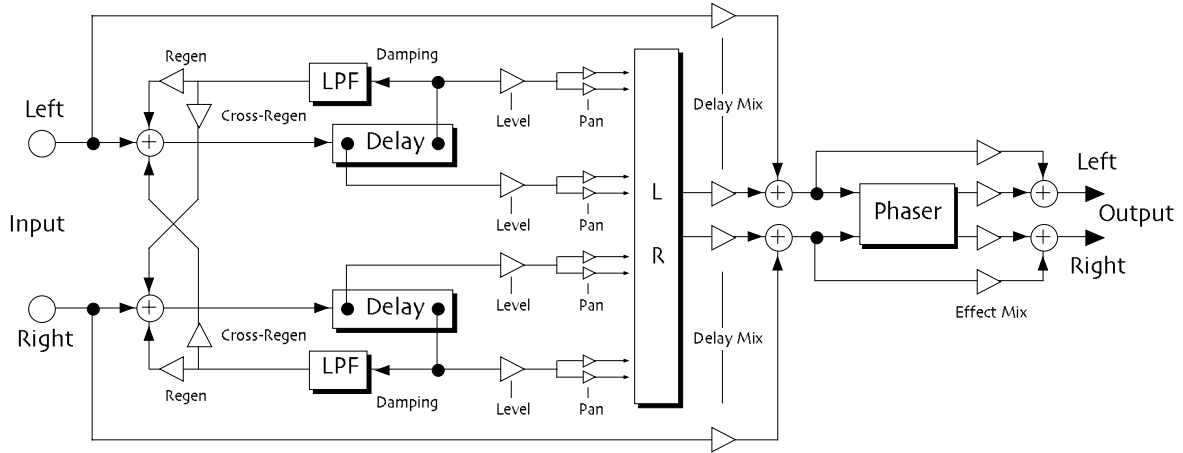 Regen
LPF
Damping
Left
Cross-Regen
Delay
Level
Pan
Delay Mix
Input
Level
Pan
L
R
Phaser
Left
Output
Right
Level
Pan
Right
Delay
Cross-Regen
LPF
Regen
Damping
Level
Pan
Delay Mix
Effect Mix